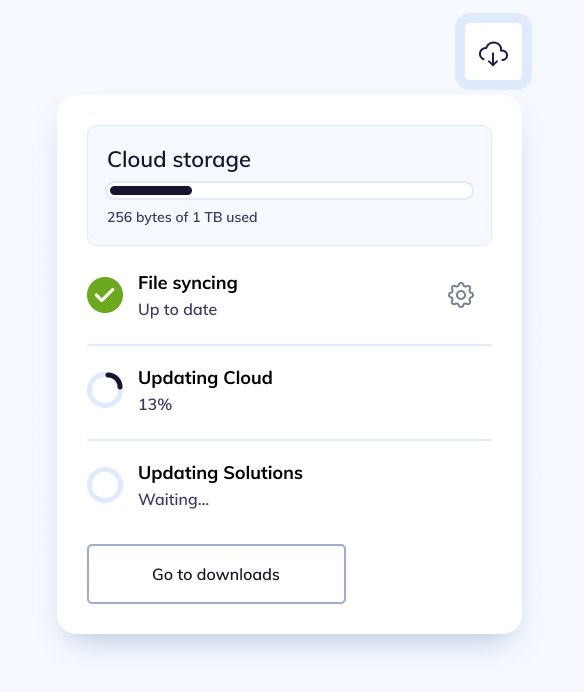 Cloud storage
256 bytes of 1 TB used
File syncing
Up to date
Updating Cloud
13%
Updating Solutions
Waiting...
Go to downloads